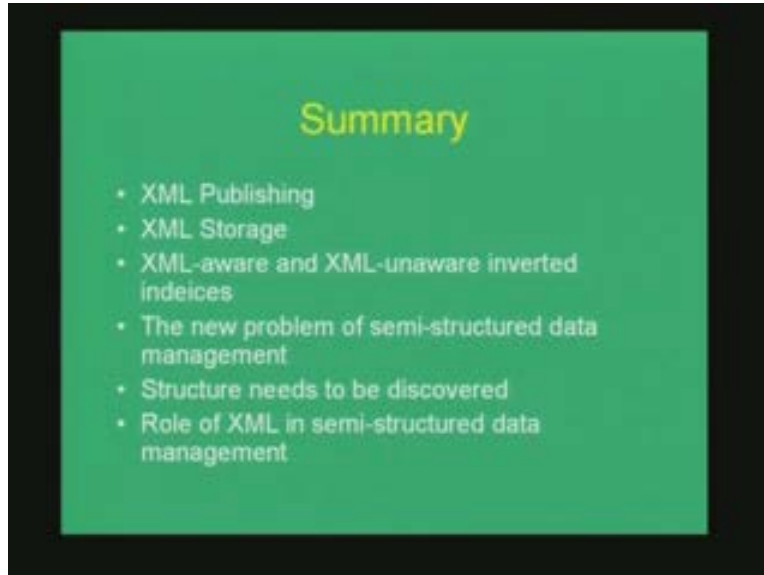 Summary
• XML Publishing
• XML Storage
• XML-aware and XML-unaware inverted
indeices
• The new problem of semi-structured data
management
• Structure needs to be discovered
• Role of XML in semi-structured data
management